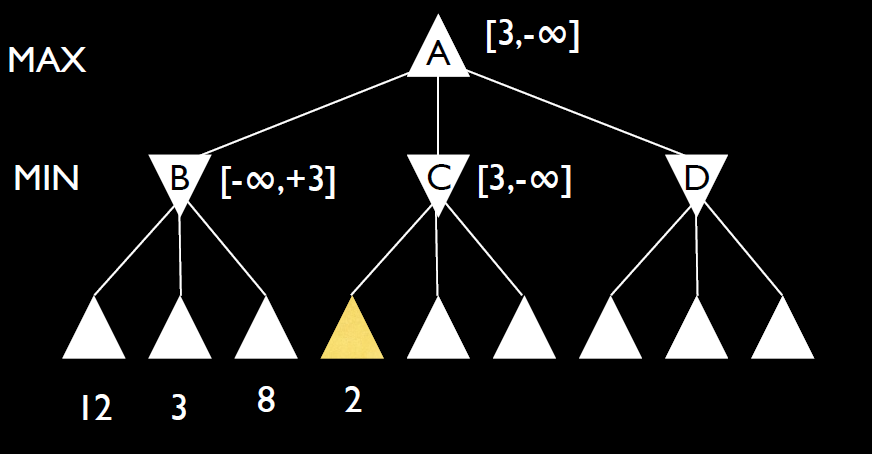 MAX A [3,-∞]
MIN B [-∞,+3] C [3,-∞] D
12 3 8 2